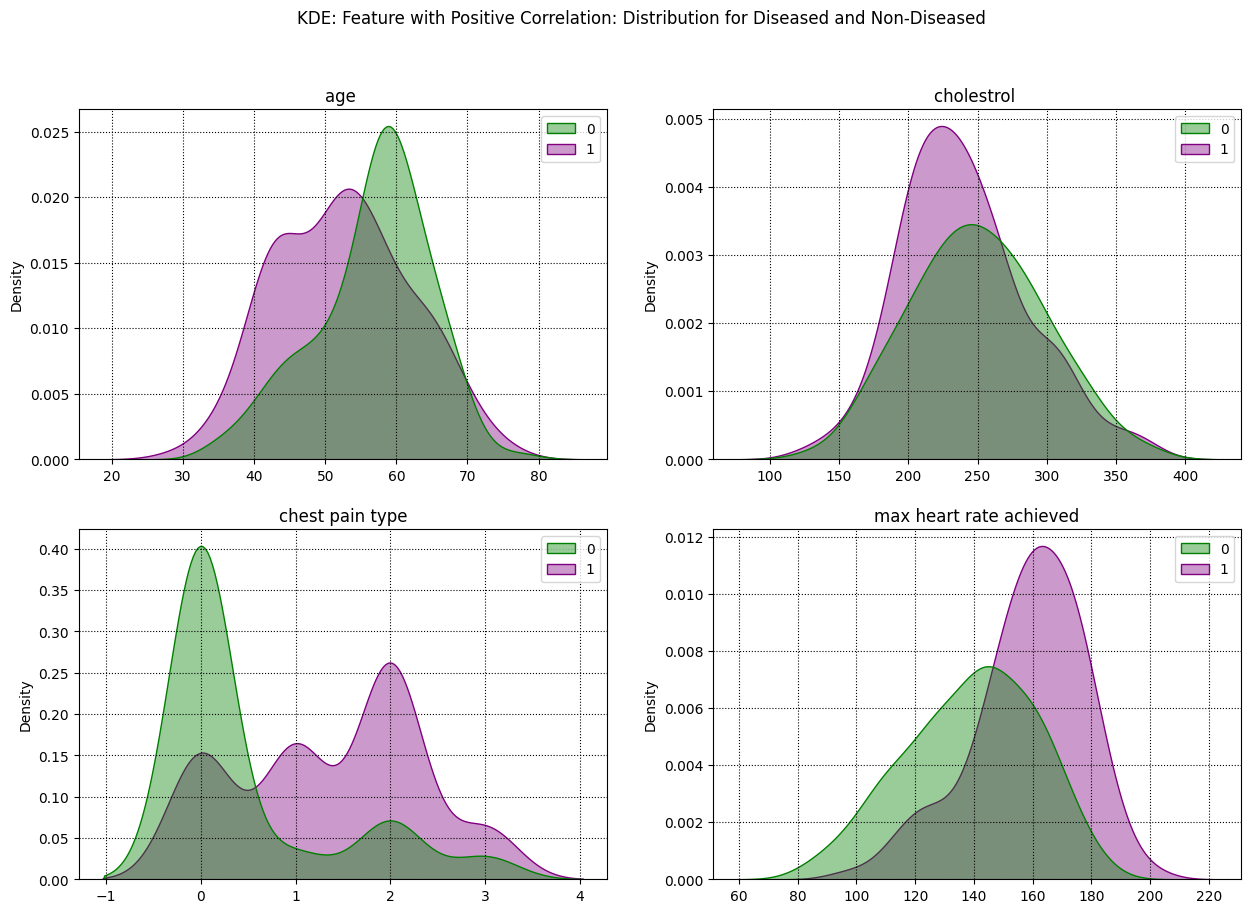 KDE: Feature with Positive Correlation: Distribution for Diseased and Non-Diseased
age
0
1
Density
0.025
0.020
0.015
0.010
0.005
0.000
20 30 40 50 60 70 80
cholestrol
0
1
Density
0.005
0.004
0.003
0.002
0.001
0.000
100 150 200 250 300 350 400
chest pain type
0
1
Density
0.40
0.35
0.30
0.25
0.20
0.15
0.10
0.05
0.00
−1 0 1 2 3 4
max heart rate achieved
0
1
Density
0.012
0.010
0.008
0.006
0.004
0.002
0.000
60 80 100 120 140 160 180 200 220